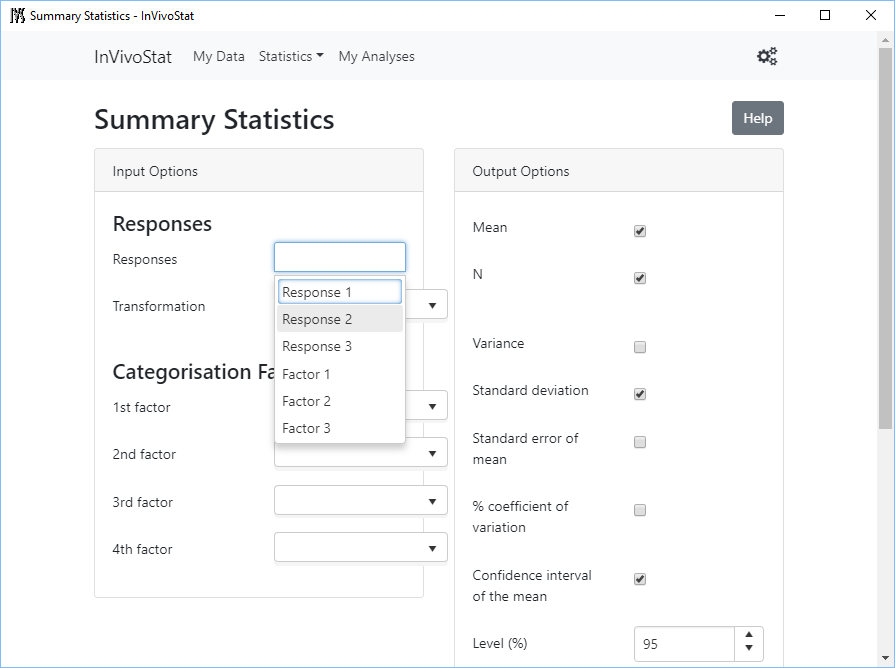 Summary Statistics - InVivoStat
InVivoStat My Data Statistics My Analyses
Summary Statistics
Help
Input Options
Responses
Responses
Response 1
Response 2
Response 3
Factor 1
Factor 2
Factor 3
Transformation
Categorisation
1st factor
2nd factor
3rd factor
4th factor
Output Options
Mean
N
Variance
Standard deviation
Standard error of
mean
% coefficient of
variation
Confidence interval
of the mean
Level (%) 95